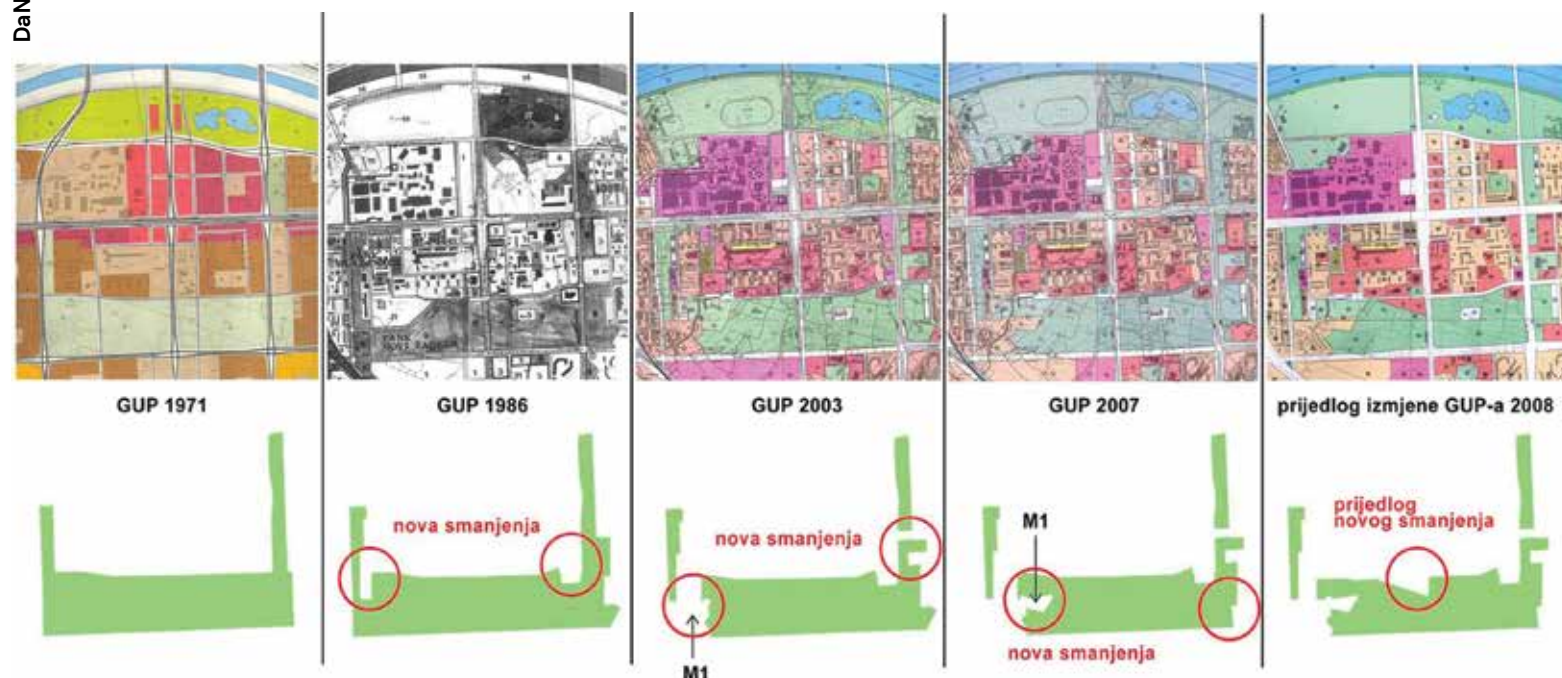 DaN
GUP 1971
GUP 1986
GUP 2003
GUP 2007
prijedlog izmjene GUP-a 2008
nova smanjenja
nova smanjenja
M1
M1
nova smanjenja
prijedlog
novog smanjenja